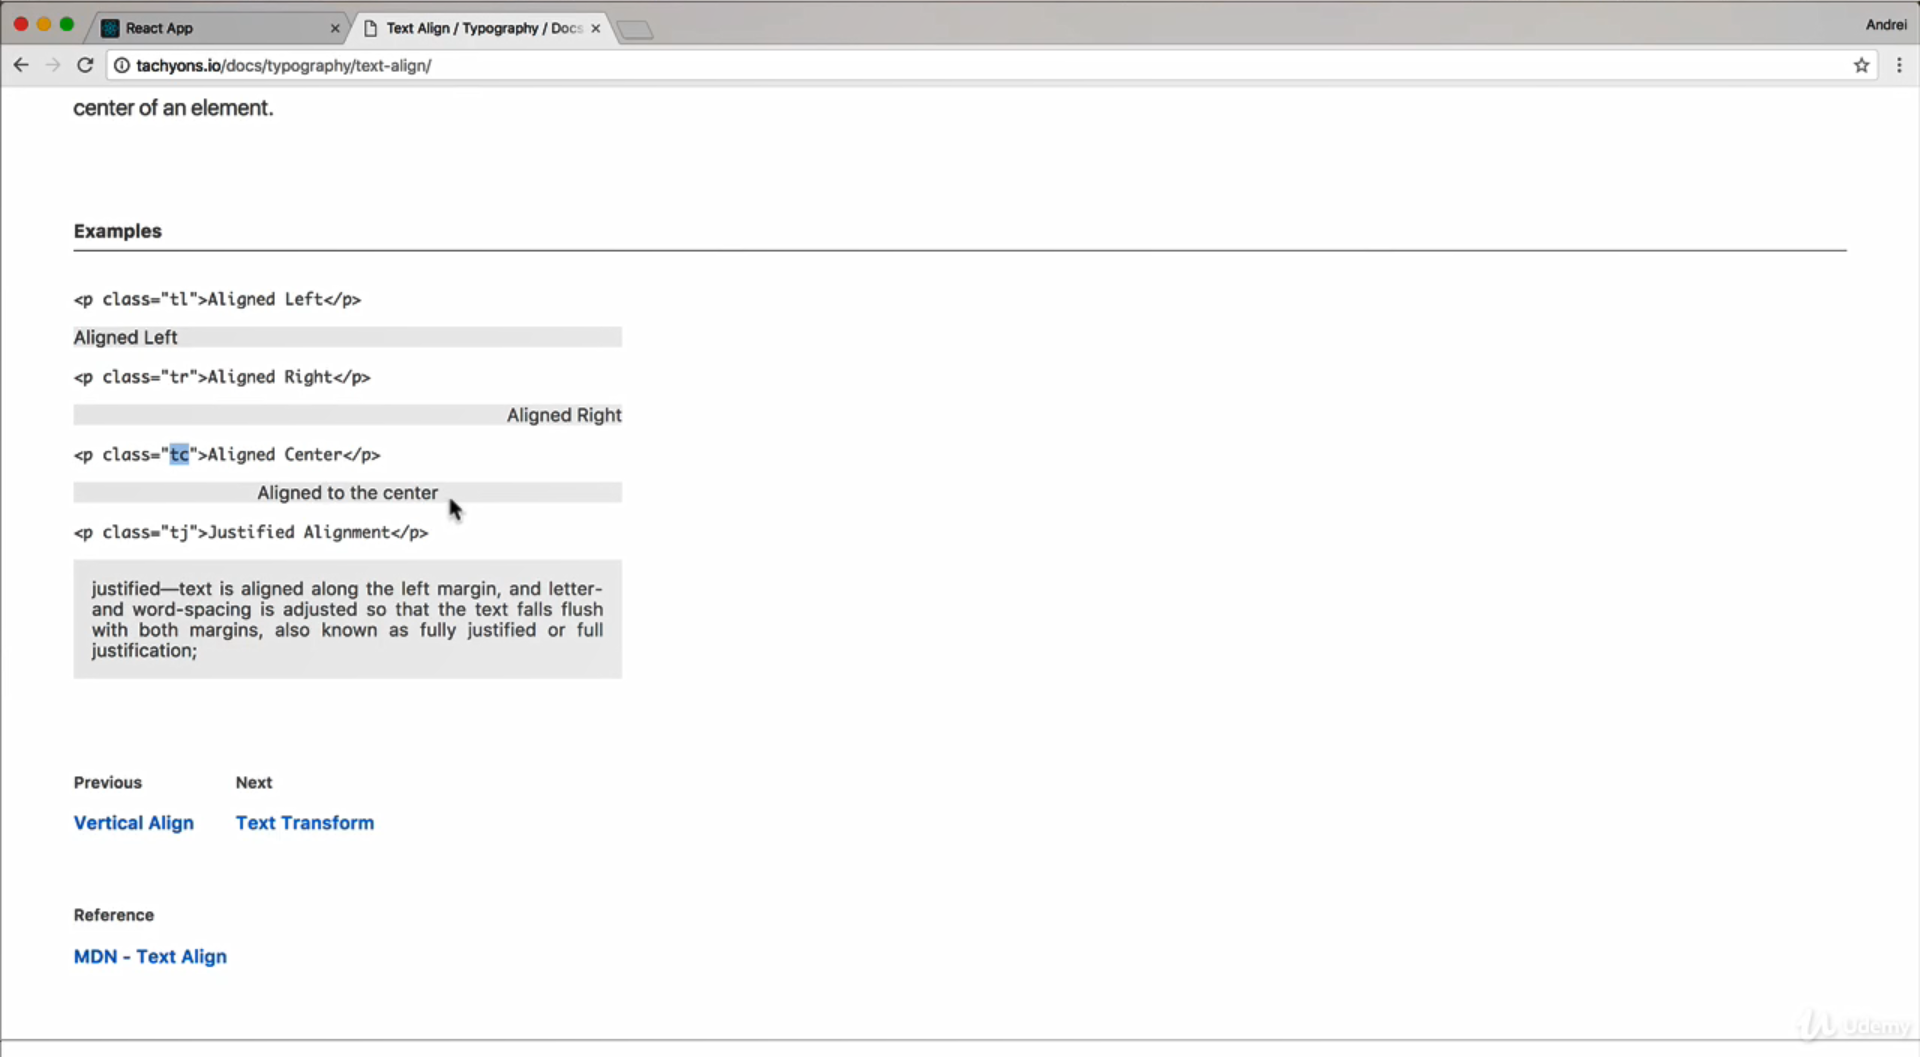 React App
Text Align / Typography / Docs
Andrei
tachyons.io/docs/typography/text-align/
center of an element.
Examples
<p class="tl">Aligned Left</p>
Aligned Left
<p class="tr">Aligned Right</p>
Aligned Right
<p class="tc">Aligned Center</p>
Aligned to the center
<p class="tj">Justified Alignment</p>
justified—text is aligned along the left margin, and letter-
and word-spacing is adjusted so that the text falls flush
with both margins, also known as fully justified or full
justification;
Previous Next
Vertical Align Text Transform
Reference
MDN - Text Align
Udemy